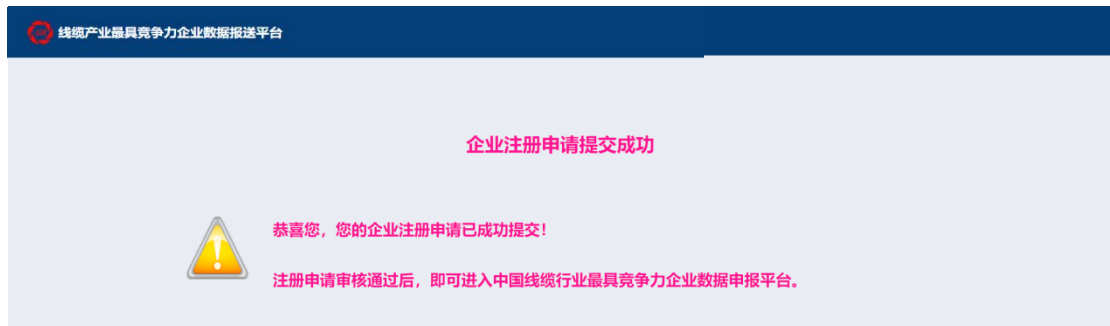 线缆产业最具竞争力企业数据报送平台
企业注册申请提交成功
恭喜您，您的企业注册申请已成功提交！
注册申请审核通过后，即可进入中国线缆行业最具竞争力企业数据申报平台。